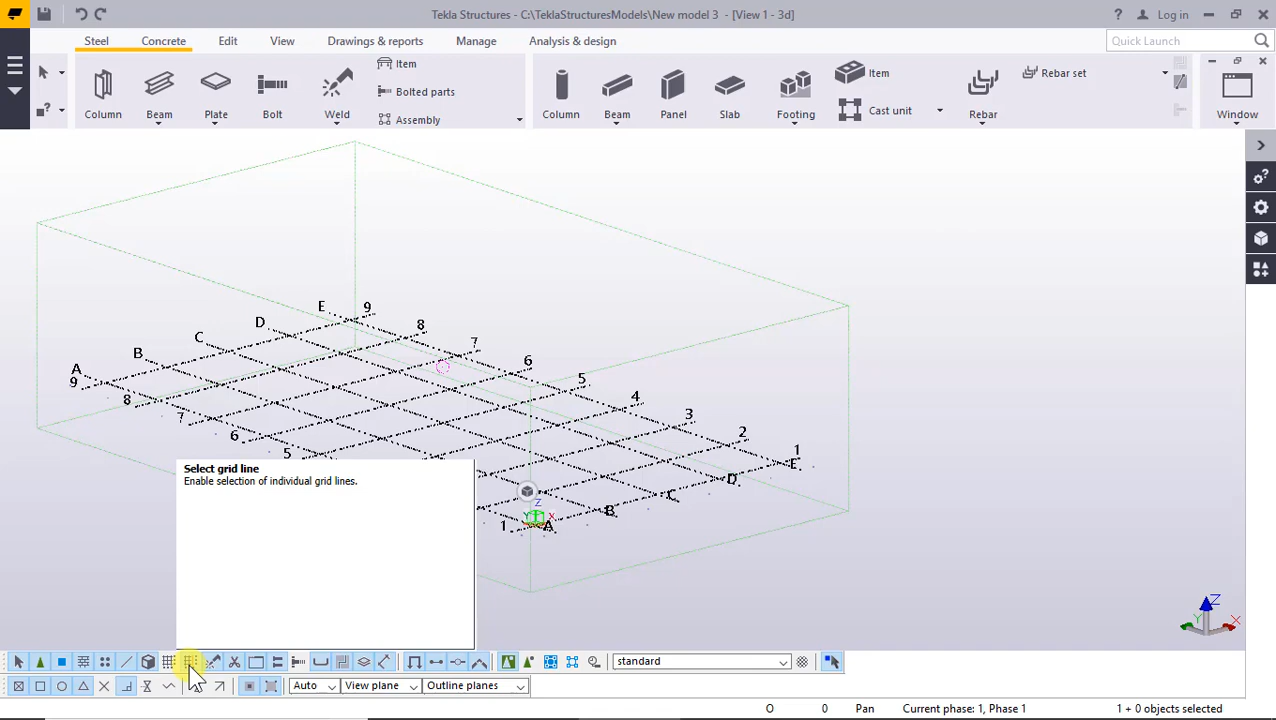 Tekla Structures - C:\TeklaStructuresModels\New model 3 - [View 1 - 3d]
? Log in
Steel Concrete Edit View Drawings & reports Manage Analysis & design
Quick Launch
Column Beam Plate Bolt Weld
Item
Bolted parts
Assembly
Column Beam Panel Slab Footing
Item
Cast unit
Rebar
Rebar set
Window
E 9
D 8
C 7
B 6
A 5
9 4
8 3
7 2
6 1
5 E
D
C
B
1 A
Z
Y X
Select grid line
Enable selection of individual grid lines.
Z
Y X
standard
Auto View plane Outline planes
O 0 Pan Current phase: 1, Phase 1 1 + 0 objects selected